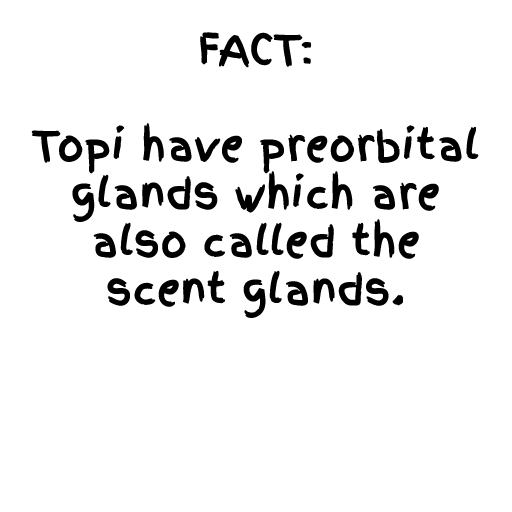 FACT:
Topi have preorbital
glands which are
also called the
scent glands.